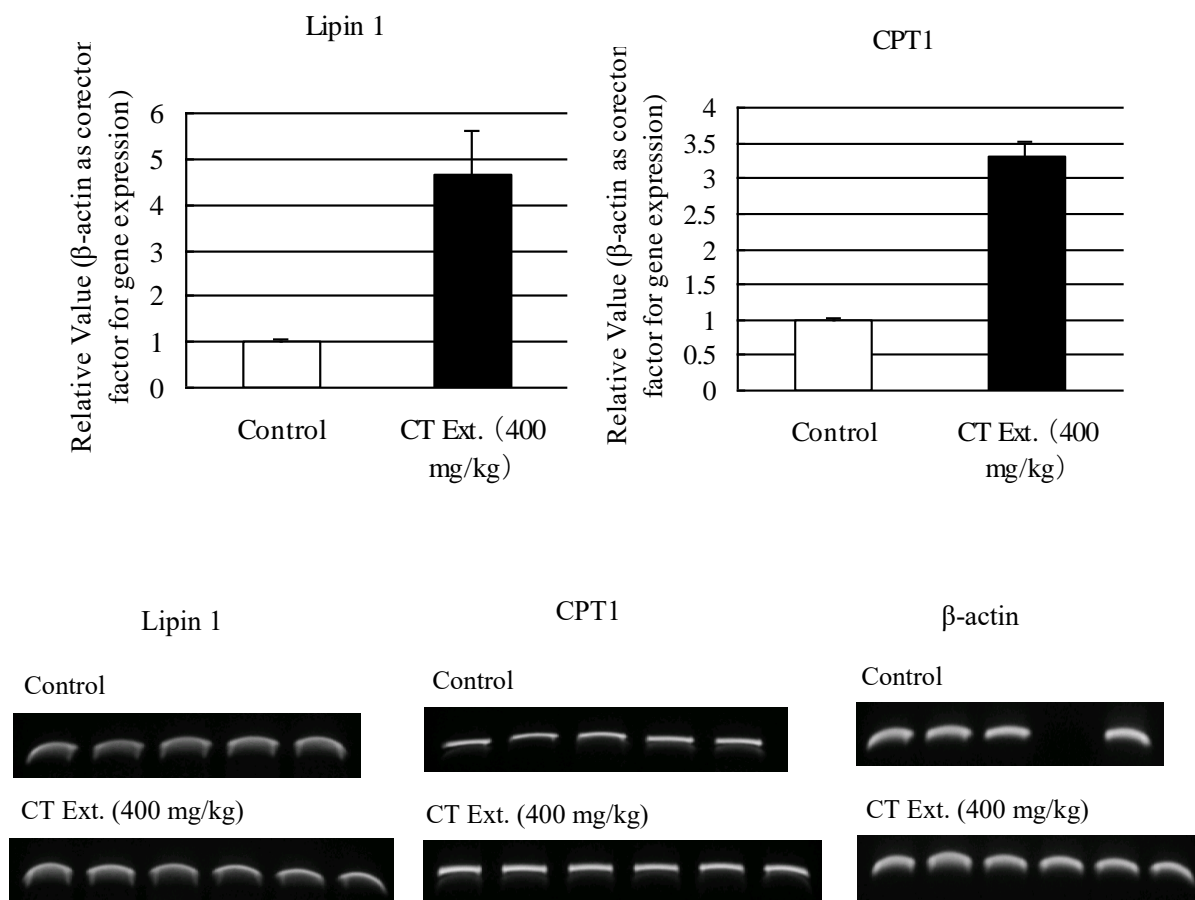 Lipin 1
Relative Value (β-actin as corector
factor for gene expression)
6
5
4
3
2
1
0
Control
CT Ext.（400
mg/kg）
CPT1
Relative Value (β-actin as corector
factor for gene expression)
4
3.5
3
2.5
2
1.5
1
0.5
0
Control
CT Ext.（400
mg/kg）
Lipin 1
Control
CT Ext. (400 mg/kg)
CPT1
Control
CT Ext. (400 mg/kg)
β-actin
Control
CT Ext. (400 mg/kg)